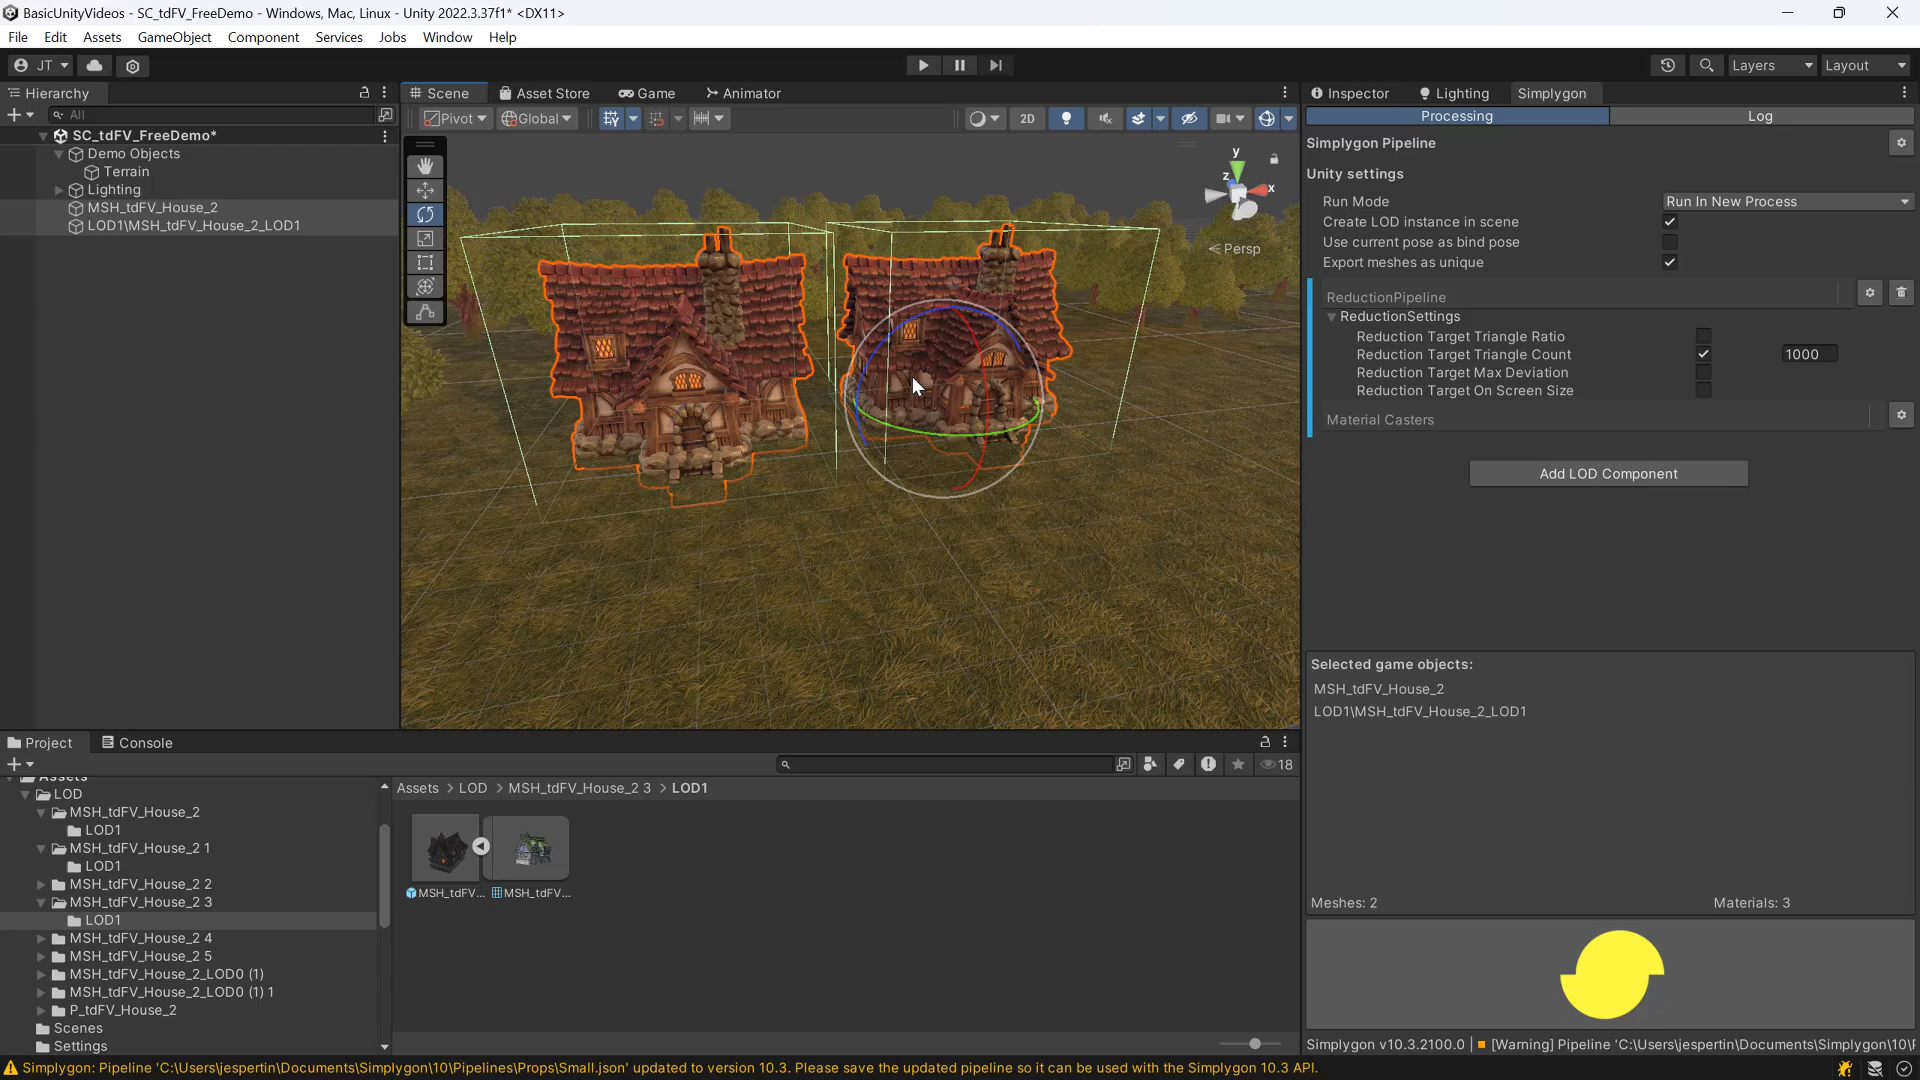 BasicUnityVideos - SC_tdFV_FreeDemo - Windows, Mac, Linux - Unity 2022.3.37f1* <DX11>
File Edit Assets GameObject Component Services Jobs Window Help
JT Layers Layout
Hierarchy
All
SC_tdFV_FreeDemo*
Demo Objects
Terrain
Lighting
MSH_tdFV_House_2
LOD1\MSH_tdFV_House_2_LOD1
Scene Asset Store Game Animator
Pivot Global 2D
y
z
x
Persp
Inspector Lighting Simplygon
Processing Log
Simplygon Pipeline
Unity settings
Run Mode Run In New Process
Create LOD instance in scene
Use current pose as bind pose
Export meshes as unique
ReductionPipeline
ReductionSettings
Reduction Target Triangle Ratio
Reduction Target Triangle Count 1000
Reduction Target Max Deviation
Reduction Target On Screen Size
Material Casters
Add LOD Component
Selected game objects:
MSH_tdFV_House_2
LOD1\MSH_tdFV_House_2_LOD1
Meshes: 2 Materials: 3
Simplygon v10.3.2100.0 | [Warning] Pipeline 'C:\Users\jespertin\Documents\Simplygon\10\
Project Console
18
Assets
LOD
MSH_tdFV_House_2
LOD1
MSH_tdFV_House_2 1
LOD1
MSH_tdFV_House_2 2
MSH_tdFV_House_2 3
LOD1
MSH_tdFV_House_2 4
MSH_tdFV_House_2 5
MSH_tdFV_House_2_LOD0 (1)
MSH_tdFV_House_2_LOD0 (1) 1
P_tdFV_House_2
Scenes
Settings
Assets > LOD > MSH_tdFV_House_2 3 > LOD1
MSH_tdFV... MSH_tdFV...
Simplygon: Pipeline 'C:\Users\jespertin\Documents\Simplygon\10\Pipelines\Props\Small.json' updated to version 10.3. Please save the updated pipeline so it can be used with the Simplygon 10.3 API.